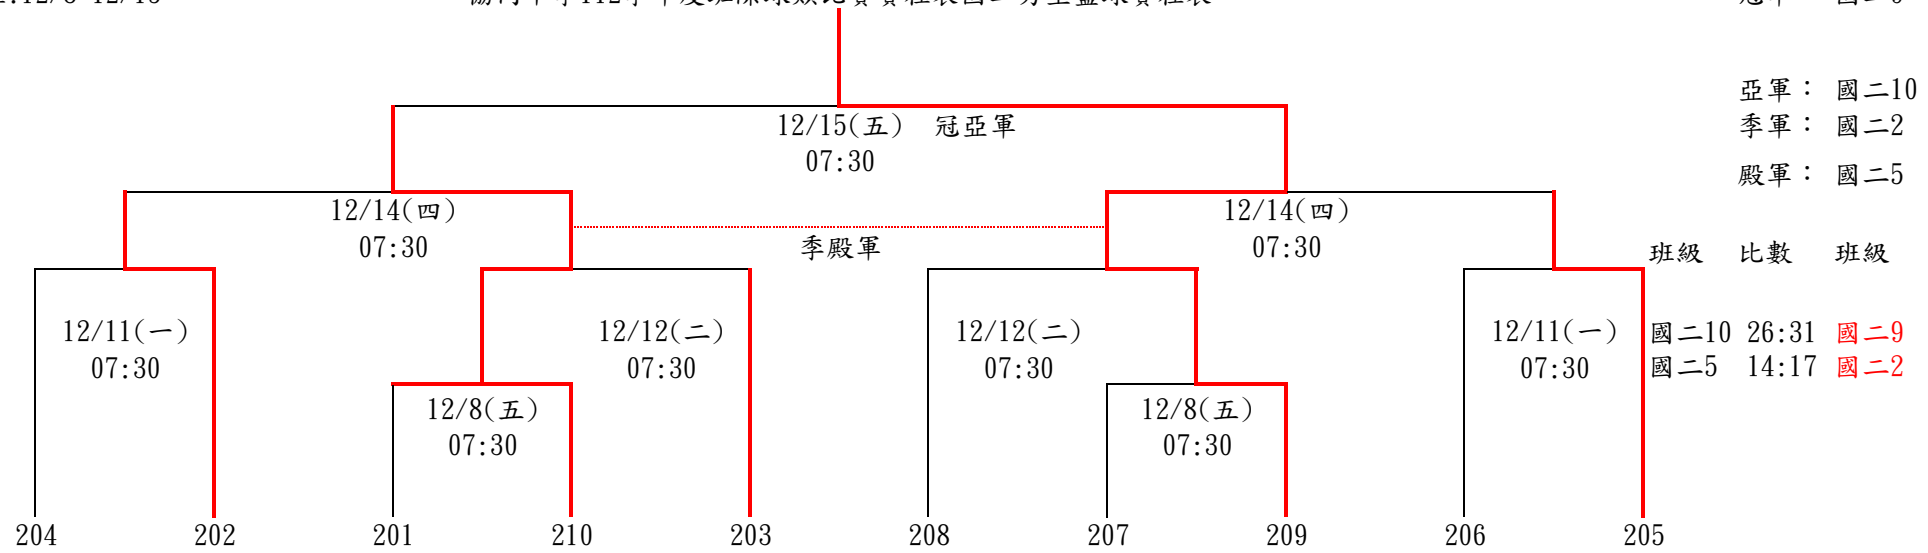 亞軍： 國二10
12/15(五) 冠亞軍
季軍： 國二2
07:30
殿軍： 國二5
12/14(四) 12/14(四)
07:30 季殿軍 07:30
班級 比數 班級
12/11(一) 12/12(二) 12/12(二) 12/11(一) 國二10 26:31 國二9
07:30 07:30 07:30 07:30 國二5 14:17 國二2
12/8(五) 12/8(五)
07:30 07:30
204 202 201 210 203 208 207 209 206 205